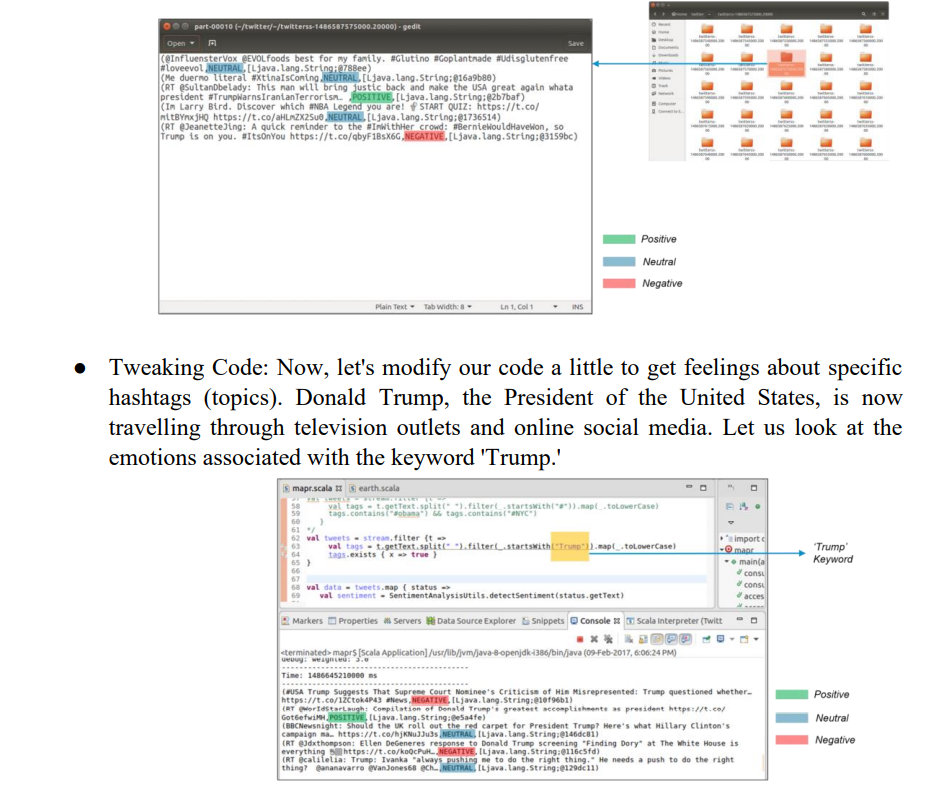 part-00010 (~/twitter/~/twitterss-1486587575000.20000) - gedit
Open
Save
(@InfluensterVox @EVOLfoods best for my family. #Glutino #Goplantmade #Udisglutenfree
#loveevol,NEUTRAL,[Ljava.lang.String;@788ee)
(Me duermo literal #XtinaIsComing,NEUTRAL,[Ljava.lang.String;@16a9b80)
(RT @SultanDbelady: This man will bring justic back and make the USA great again whata
president #TrumpWarnsIranianTerrorism… ,POSITIVE,[Ljava.lang.String;@2b7baf)
(Im Larry Bird. Discover which #NBA Legend you are! START QUIZ: https://t.co/
mitBYmxjHQ https://t.co/aHLmZX2Su0,NEUTRAL,[Ljava.lang.String;@1736514)
(RT @JeanetteJing: A quick reminder to the #ImWithHer crowd: #BernieWouldHaveWon, so
Trump is on you. #ItsOnYou https://t.co/qbyF1BsX6G,NEGATIVE,[Ljava.lang.String;@3159bc)
Plain Text Tab Width: 8 Ln 1, Col 1 INS
Recent
Home
Desktop
Documents
Downloads
Music
Pictures
Videos
Trash
Network
Computer
Connect to S...
Positive
Neutral
Negative
● Tweaking Code: Now, let's modify our code a little to get feelings about specific
hashtags (topics). Donald Trump, the President of the United States, is now
travelling through television outlets and online social media. Let us look at the
emotions associated with the keyword 'Trump.'
mapr.scala earth.scala
58 val tags = t.getText.split(" ").filter(_.startsWith("#")).map(_.toLowerCase)
59 tags.contains("#obama") && tags.contains("#NYC")
60 }
61 */
62 val tweets = stream.filter {t =>
63 val tags = t.getText.split(" ").filter(_.startsWith("Trump")).map(_.toLowerCase)
64 tags.exists { x => true }
65 }
66
67
68 val data = tweets.map { status =>
69 val sentiment = SentimentAnalysisUtils.detectSentiment(status.getText)
import c
mapr
main(a
consu
consu
acces
'Trump'
Keyword
Markers Properties Servers Data Source Explorer Snippets Console Scala Interpreter (Twitt
<terminated> mapr$ [Scala Application] /usr/lib/jvm/java-8-openjdk-i386/bin/java (09-Feb-2017, 6:06:24 PM)
debug: weighted: 3.0
Time: 1486645210000 ms
(#USA Trump Suggests That Supreme Court Nominee's Criticism of Him Misrepresented: Trump questioned whether…
https://t.co/1ZCtok4P43 #News,NEGATIVE,[Ljava.lang.String;@10f96b1)
(RT @WorIdStarLaugh: Compilation of Donald Trump's greatest accomplishments as president https://t.co/
Got6efwiMH,POSITIVE,[Ljava.lang.String;@e5a4fe)
(BBCNewsnight: Should the UK roll out the red carpet for President Trump? Here's what Hillary Clinton's
campaign ma… https://t.co/hjKNuJJu3s,NEUTRAL,[Ljava.lang.String;@146dc81)
(RT @Jdxthompson: Ellen DeGeneres response to Donald Trump screening "Finding Dory" at The White House is
everything https://t.co/koQcPuH…,NEGATIVE,[Ljava.lang.String;@116c5fd)
(RT @calilelia: Trump: Ivanka "always pushing me to do the right thing." He needs a push to do the right
thing? @ananavarro @VanJones68 @Ch…,NEUTRAL,[Ljava.lang.String;@129dc11)
Positive
Neutral
Negative